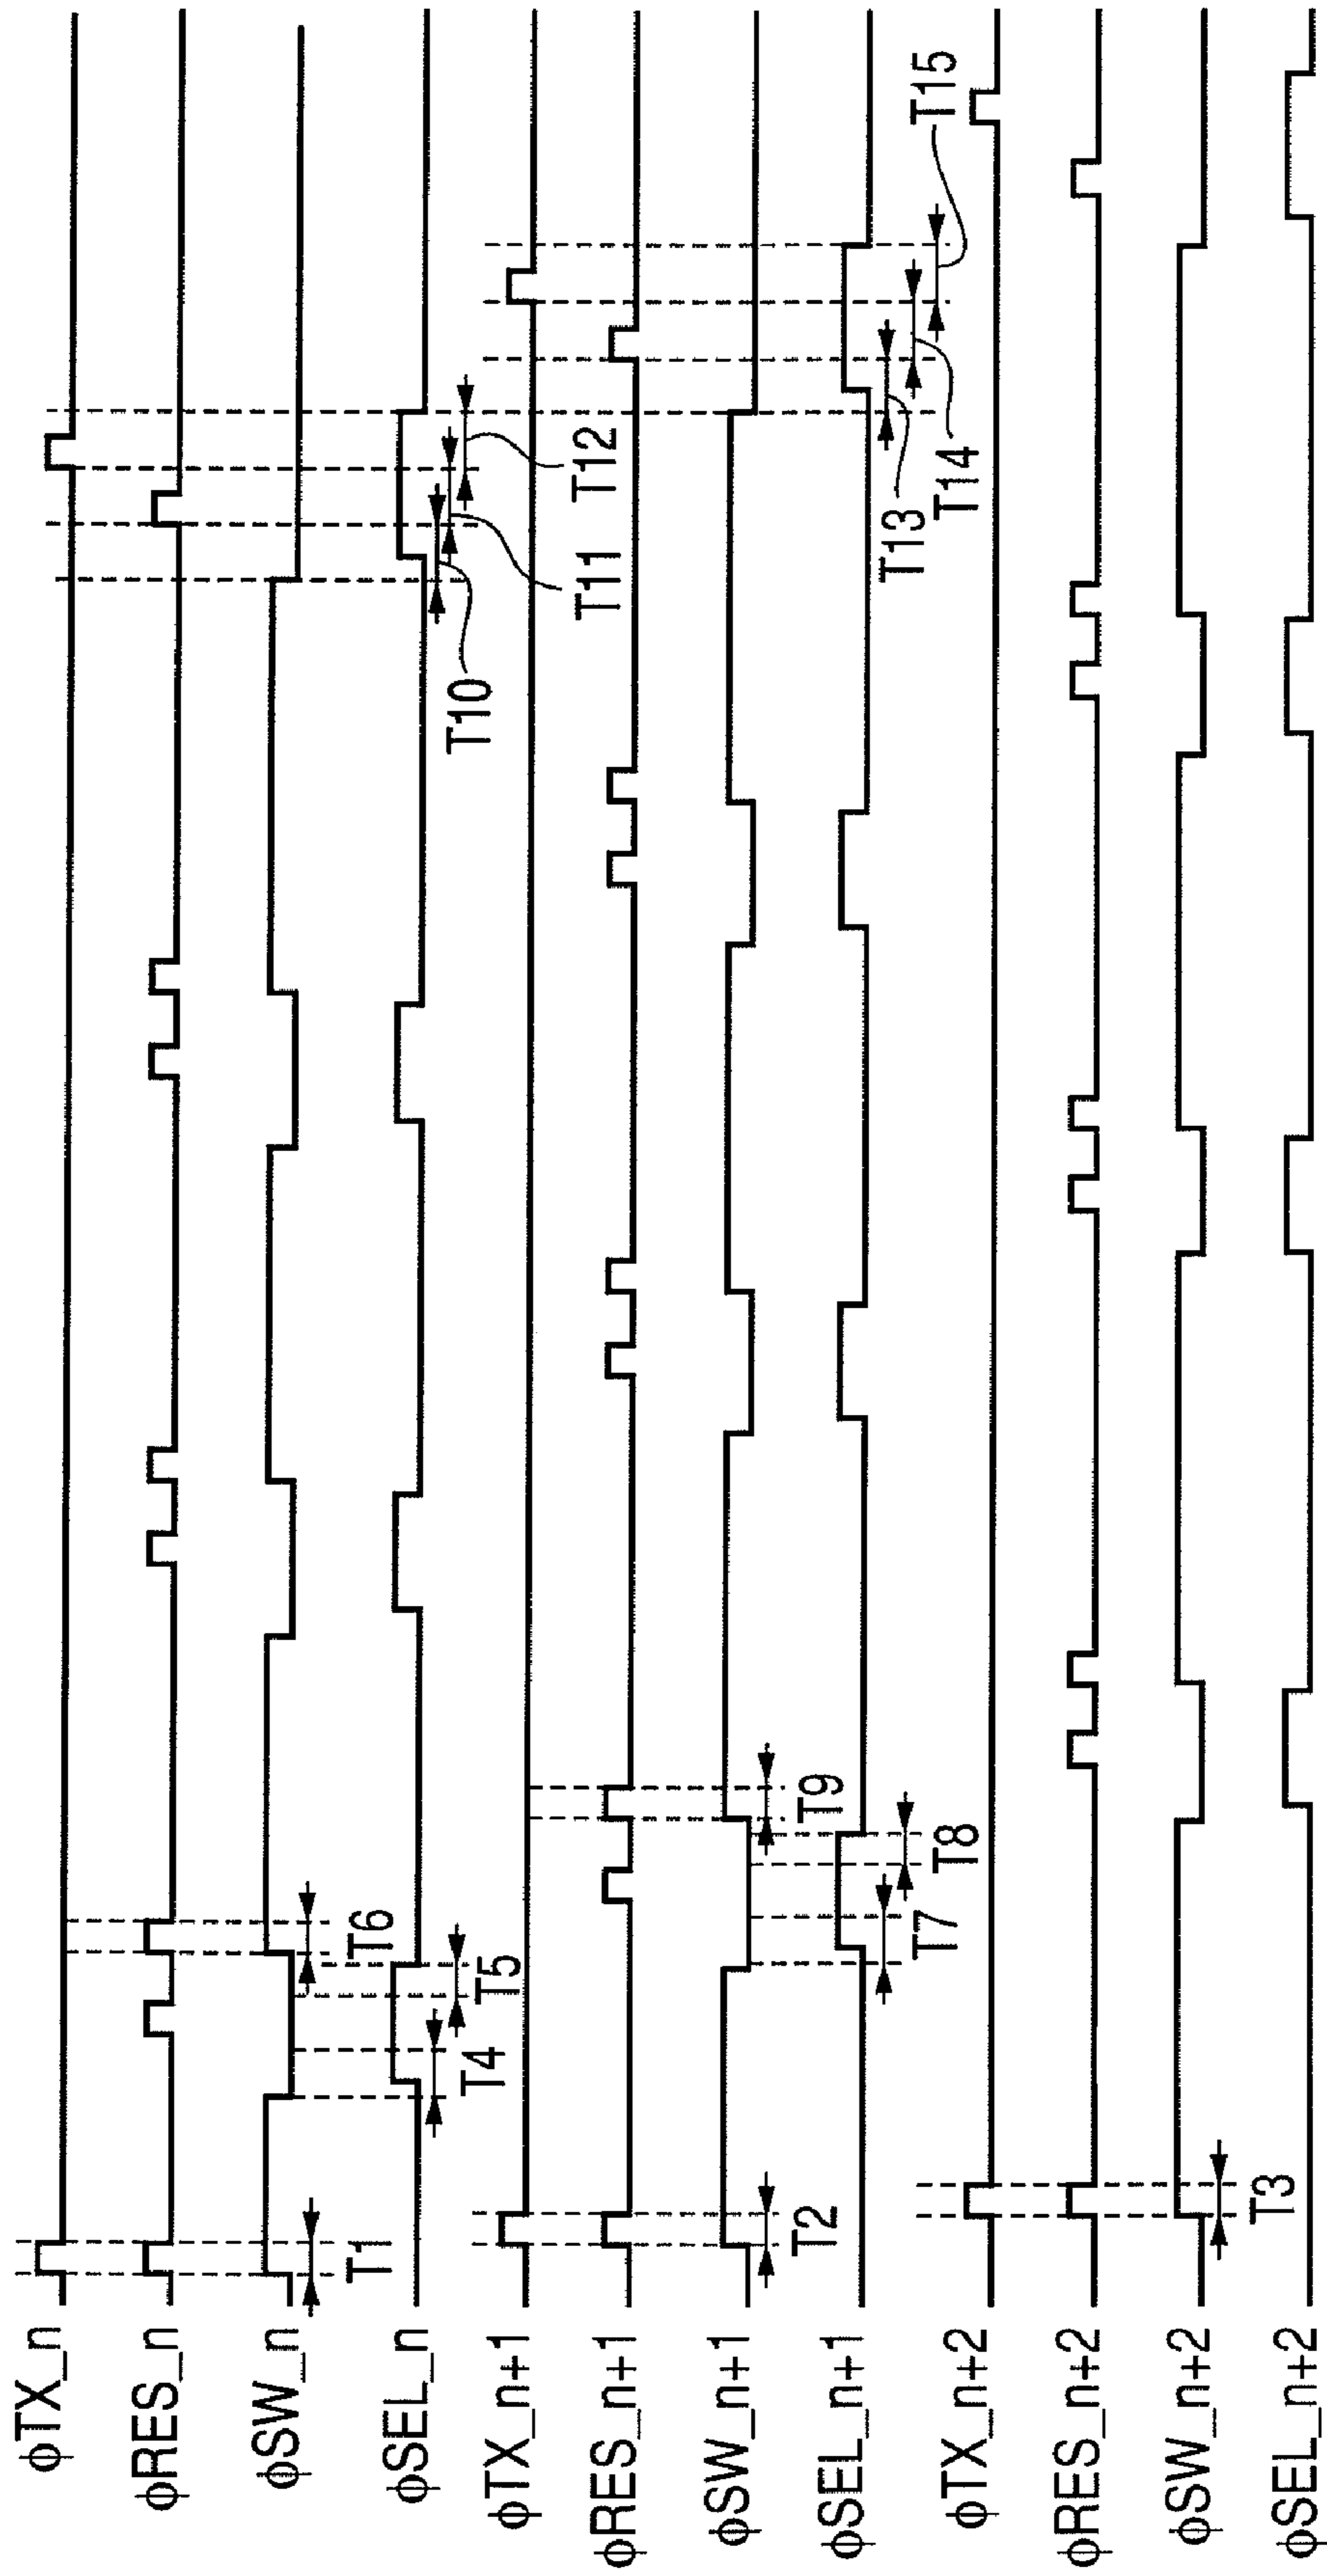 ϕTX_n
ϕRES_n
ϕSW_n
ϕSEL_n
ϕTX_n+1
ϕRES_n+1
ϕSW_n+1
ϕSEL_n+1
ϕTX_n+2
ϕRES_n+2
ϕSW_n+2
ϕSEL_n+2
T1
T2
T3
T4
T5
T6
T7
T8
T9
T10
T11
T12
T13
T14
T15